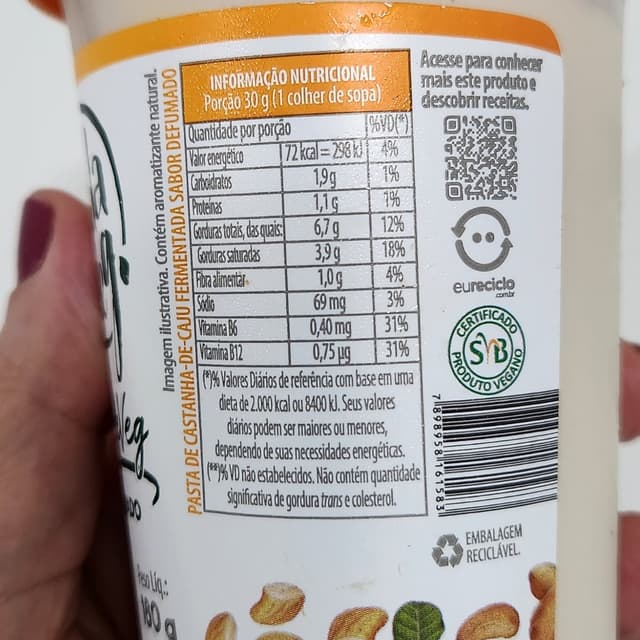 INFORMAÇÃO NUTRICIONAL
Porção 30 g (1 colher de sopa)
Quantidade por porção %VD(*)
Valor energético 72 kcal = 298 kJ 4%
Carboidratos 1,9 g 1%
Proteínas 1,1 g 1%
Gorduras totais, das quais: 6,7 g 12%
Gorduras saturadas 3,9 g 18%
Fibra alimentar 1,0 g 4%
Sódio 69 mg 3%
Vitamina B6 0,40 mg 31%
Vitamina B12 0,75 µg 31%
(*)% Valores Diários de referência com base em uma
dieta de 2.000 kcal ou 8400 kJ. Seus valores
diários podem ser maiores ou menores,
dependendo de suas necessidades energéticas.
(**)% VD não estabelecidos. Não contém quantidade
significativa de gordura trans e colesterol.
Imagem ilustrativa. Contém aromatizante natural.
PASTA DE CASTANHA-DE-CAJU FERMENTADA SABOR DEFUMADO
Acesse para conhecer
mais este produto e
descobrir receitas.
eureciclo
.com.br
CERTIFICADO
SVB
PRODUTO VEGANO
7898928161583
EMBALAGEM
RECICLÁVEL.
Veg
Peso Líq.:
180 g